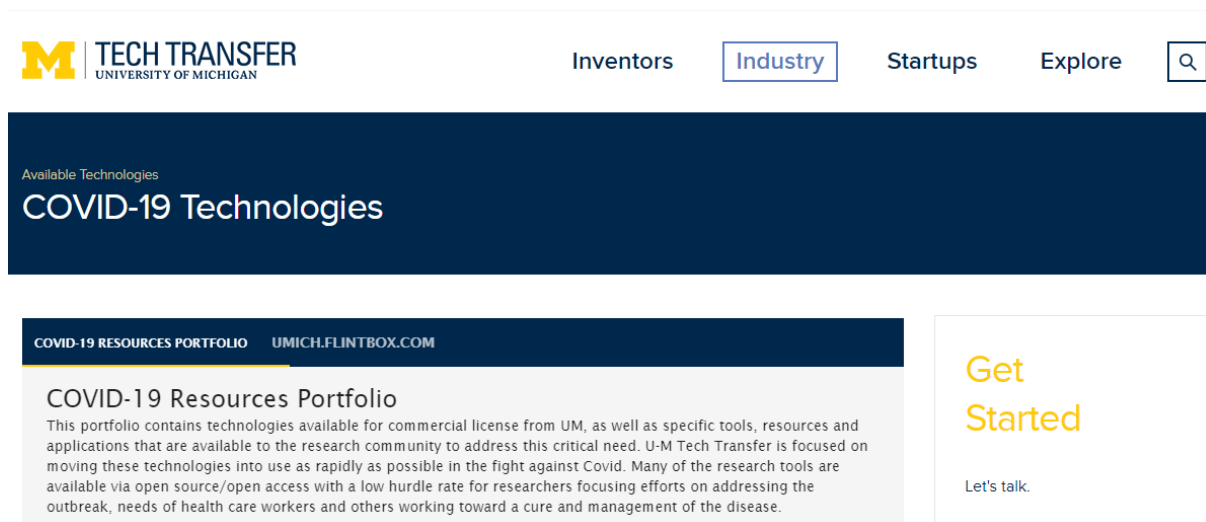 M TECH TRANSFER
UNIVERSITY OF MICHIGAN
Inventors Industry Startups Explore
Available Technologies
COVID-19 Technologies
COVID-19 RESOURCES PORTFOLIO UMICH.FLINTBOX.COM
COVID-19 Resources Portfolio
This portfolio contains technologies available for commercial license from UM, as well as specific tools, resources and
applications that are available to the research community to address this critical need. U-M Tech Transfer is focused on
moving these technologies into use as rapidly as possible in the fight against Covid. Many of the research tools are
available via open source/open access with a low hurdle rate for researchers focusing efforts on addressing the
outbreak, needs of health care workers and others working toward a cure and management of the disease.
Get
Started
Let's talk.